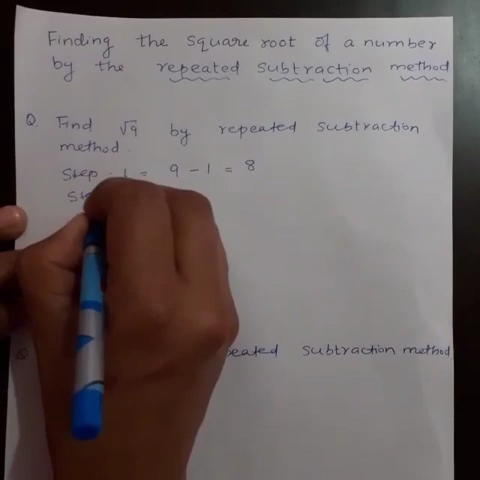 Finding the square root of a number
by the repeated subtraction method
Q. Find √9 by repeated subtraction
method.
Step - 1 = 9 - 1 = 8
subtraction method